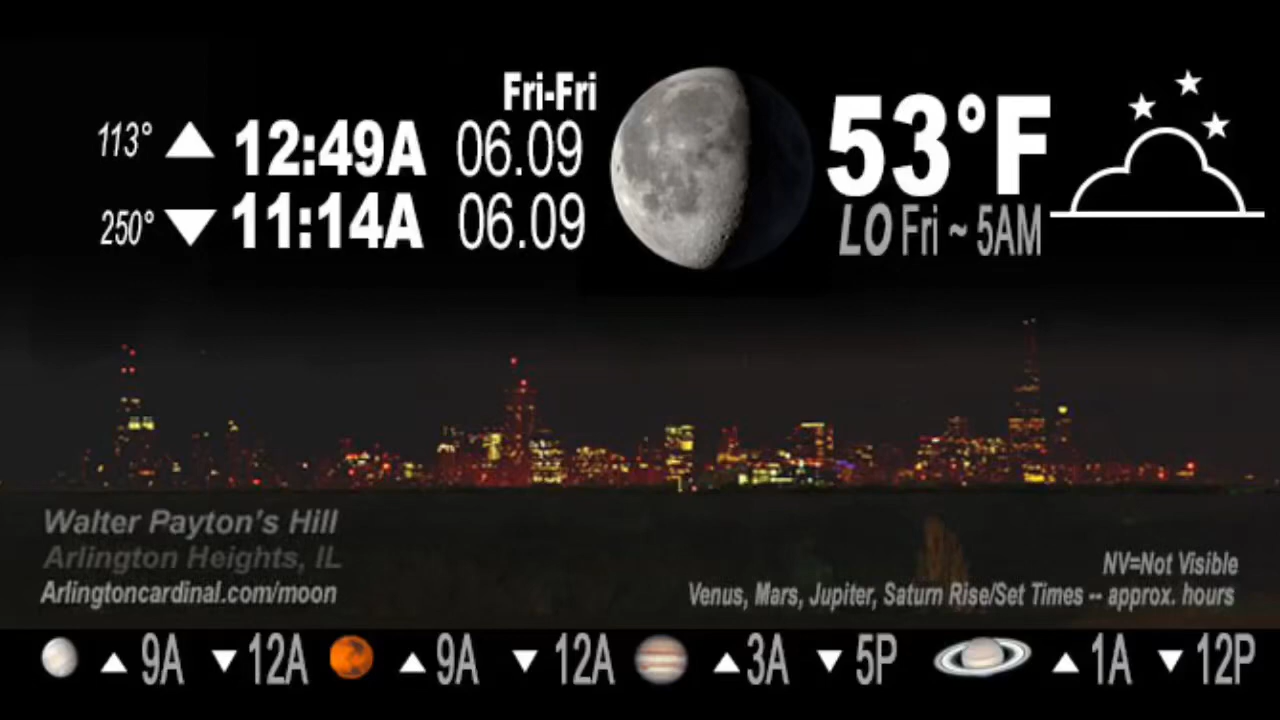 Fri-Fri
113° ▲ 12:49A 06.09
250° ▼ 11:14A 06.09
53°F
LO Fri ~ 5AM
Walter Payton's Hill
Arlington Heights, IL
Arlingtoncardinal.com/moon
NV=Not Visible
Venus, Mars, Jupiter, Saturn Rise/Set Times -- approx. hours
▲ 9A ▼ 12A ▲ 9A ▼ 12A ▲ 3A ▼ 5P ▲ 1A ▼ 12P